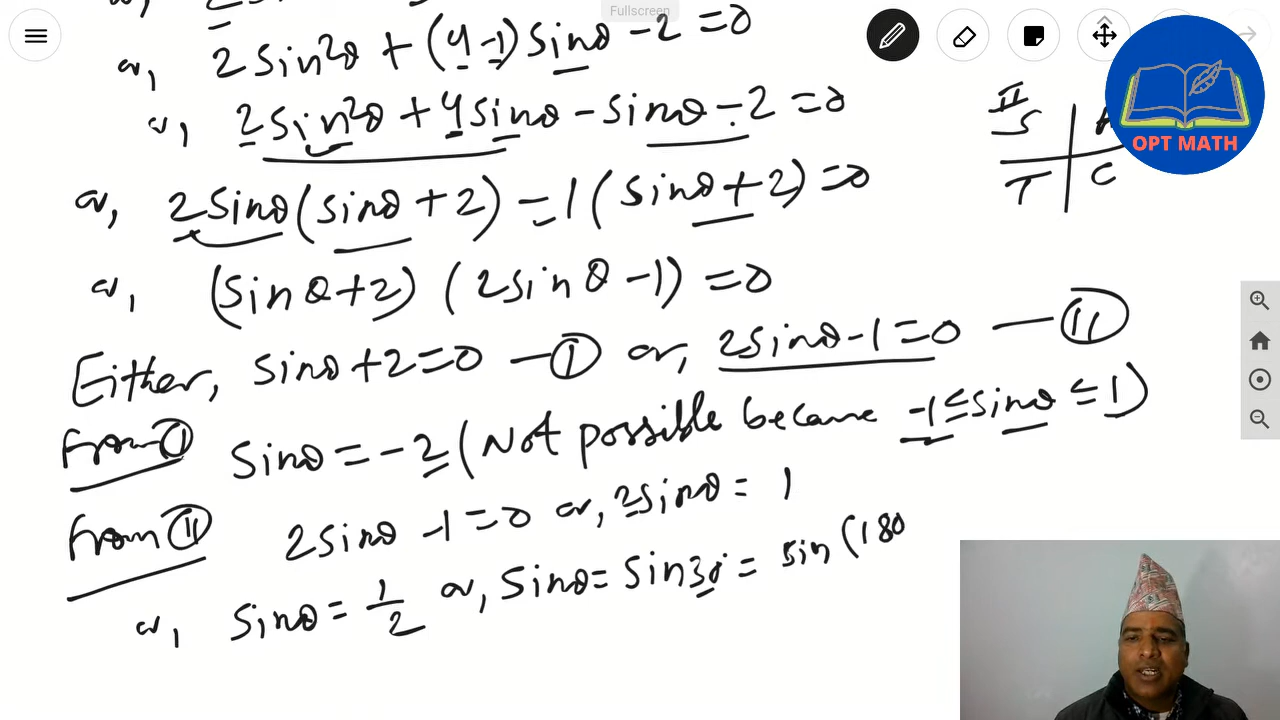 Fullscreen
or, 2sin²θ + (4-1)sinθ - 2 = 0
or, 2sin²θ + 4sinθ - sinθ - 2 = 0
or, 2sinθ(sinθ + 2) - 1(sinθ + 2) = 0
or, (sinθ + 2) (2sinθ - 1) = 0
Either, sinθ + 2 = 0 — I or, 2sinθ - 1 = 0 — II
From I sinθ = -2 (Not possible because -1 ≤ sinθ ≤ 1)
From II 2sinθ - 1 = 0 or, 2sinθ = 1
or, sinθ = 1/2 or, sinθ = sin30° = sin(180
II
S
T C
OPT MATH